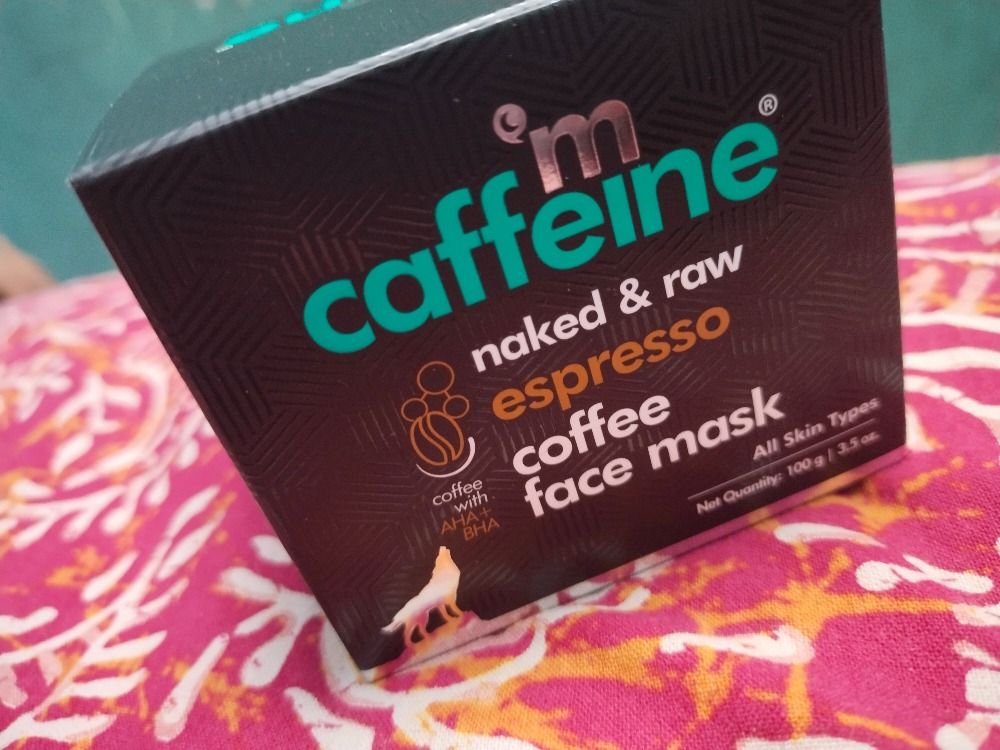 'm
caffeine®
naked & raw
espresso
coffee
face mask
coffee
with
AHA+
BHA
All Skin Types
Net Quantity: 100 g | 3.5 oz.